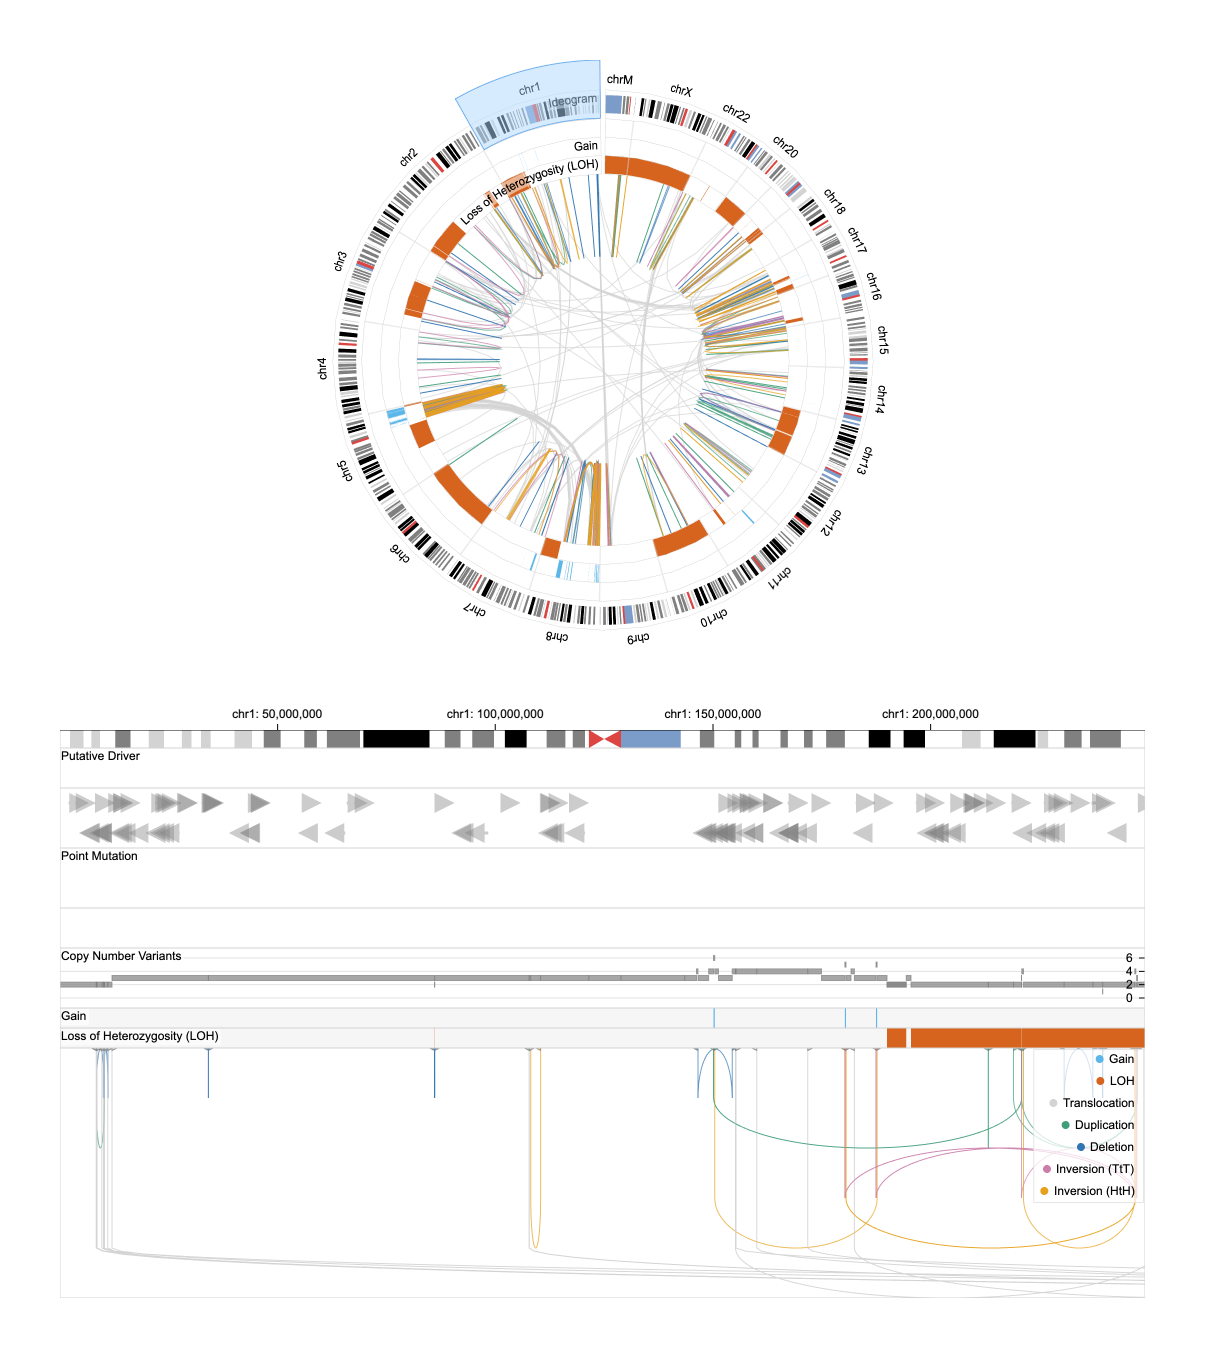 chrM
chrX
chr22
chr20
chr18
chr17
chr16
chr15
chr14
chr13
chr12
chr11
chr10
chr9
chr8
chr7
chr6
chr5
chr4
chr3
chr2
chr1
Ideogram
Gain
Loss of Heterozygosity (LOH)
chr1: 50,000,000
chr1: 100,000,000
chr1: 150,000,000
chr1: 200,000,000
Putative Driver
Point Mutation
Copy Number Variants
6
4
2
0
Gain
Loss of Heterozygosity (LOH)
Gain
LOH
Translocation
Duplication
Deletion
Inversion (TtT)
Inversion (HtH)